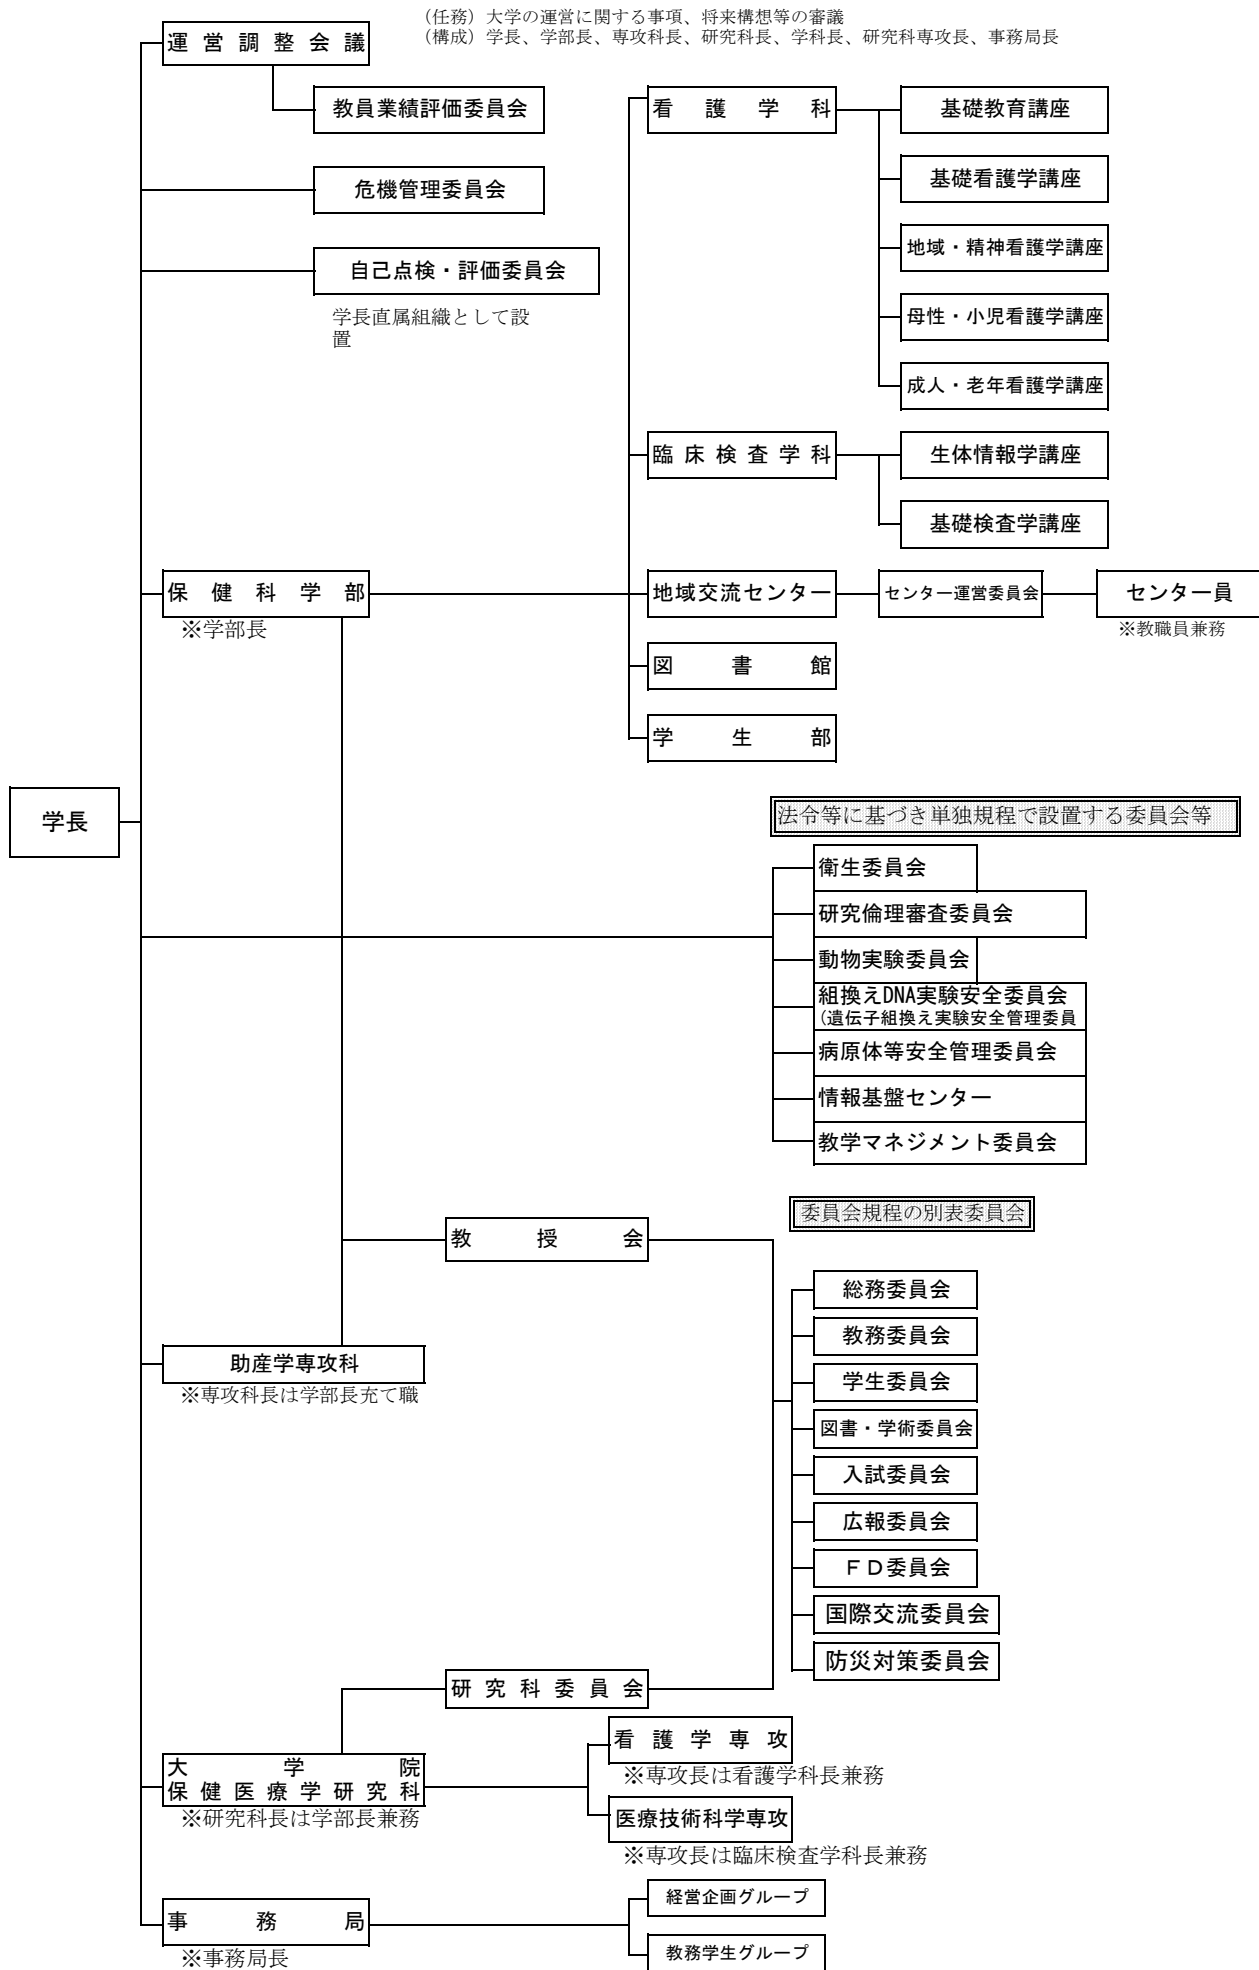 (任務)大学の運営に関する事項、将来構想等の審議
(構成)学長、学部長、専攻科長、研究科長、学科長、研究科専攻長、事務局長
運営調整会議
教員業績評価委員会
危機管理委員会
自己点検・評価委員会
学長直属組織として設
置
看護学科
基礎教育講座
基礎看護学講座
地域・精神看護学講座
母性・小児看護学講座
成人・老年看護学講座
臨床検査学科
生体情報学講座
基礎検査学講座
保健科学部
※学部長
地域交流センター
センター運営委員会
センター員
※教職員兼務
図書館
学生部
学長
法令等に基づき単独規程で設置する委員会等
衛生委員会
研究倫理審査委員会
動物実験委員会
組換えDNA実験安全委員会
(遺伝子組換え実験安全管理委員
病原体等安全管理委員会
情報基盤センター
教学マネジメント委員会
委員会規程の別表委員会
教授会
総務委員会
教務委員会
学生委員会
図書・学術委員会
入試委員会
広報委員会
FD委員会
国際交流委員会
防災対策委員会
助産学専攻科
※専攻科長は学部長充て職
研究科委員会
大学院
保健医療学研究科
※研究科長は学部長兼務
看護学専攻
※専攻長は看護学科長兼務
医療技術科学専攻
※専攻長は臨床検査学科長兼務
事務局
※事務局長
経営企画グループ
教務学生グループ